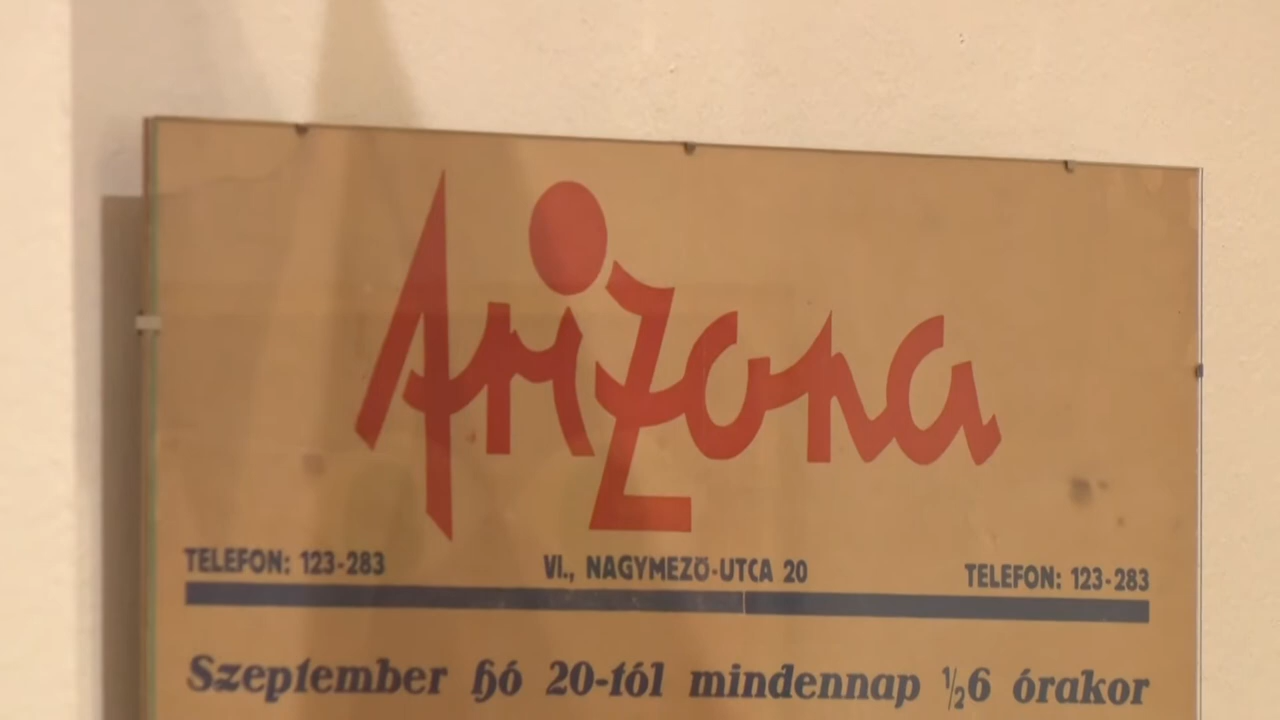 Arizona
TELEFON: 123-283 VI., NAGYMEZŐ-UTCA 20 TELEFON: 123-283
Szeptember hó 20-tól mindennap ½6 órakor